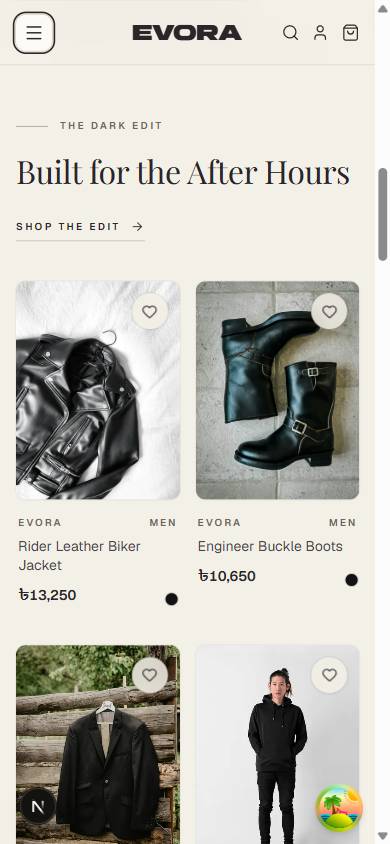 EVORA
THE DARK EDIT
Built for the After Hours
SHOP THE EDIT →
EVORA MEN
Rider Leather Biker
Jacket
৳13,250
EVORA MEN
Engineer Buckle Boots
৳10,650
N